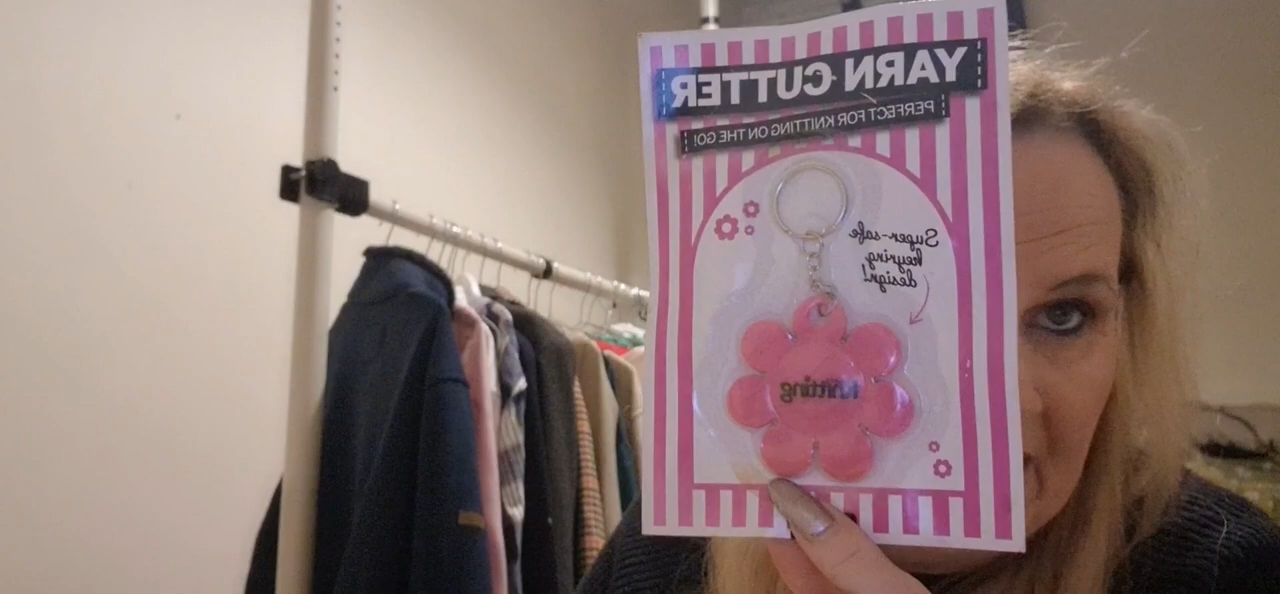 YARN CUTTER
PERFECT FOR KNITTING ON THE GO!
Super-safe
keyring
design!
Knitting